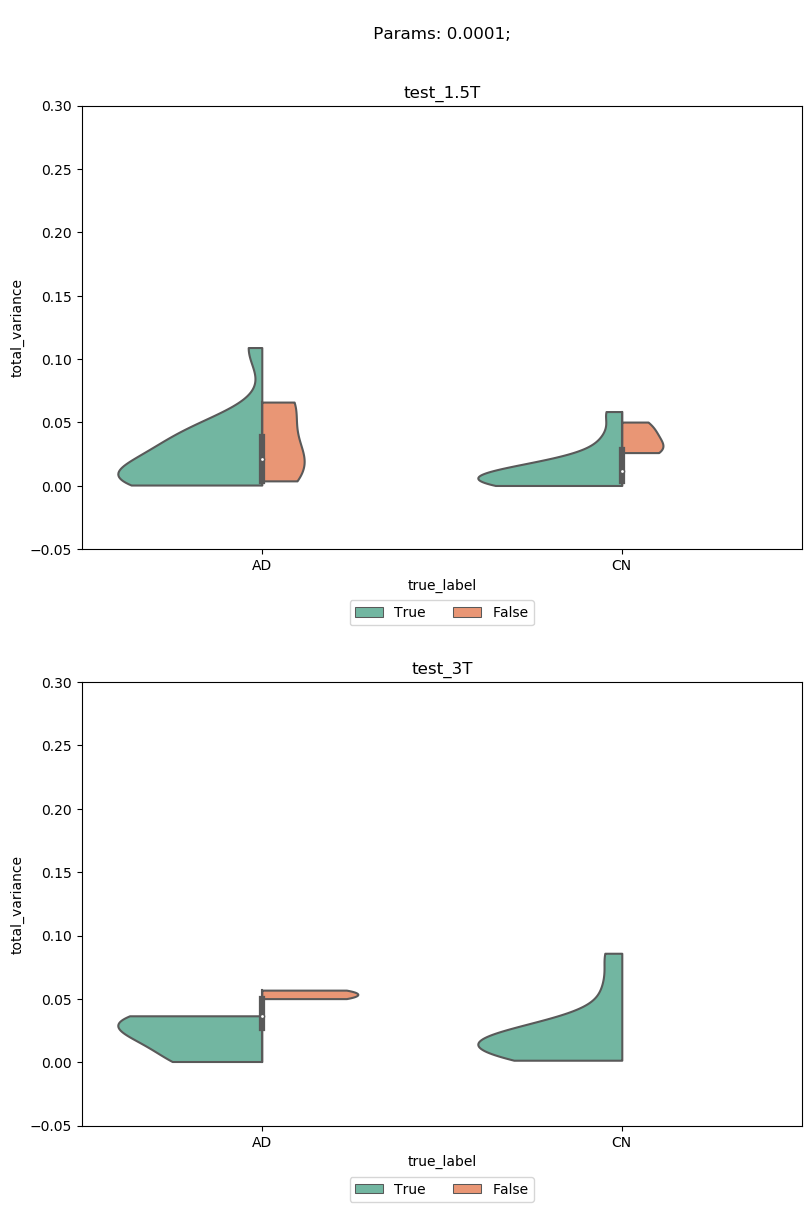 Params: 0.0001;
test_1.5T
0.30
0.25
0.20
0.15
0.10
0.05
0.00
−0.05
total_variance
AD CN
true_label
True False
test_3T
0.30
0.25
0.20
0.15
0.10
0.05
0.00
−0.05
total_variance
AD CN
true_label
True False